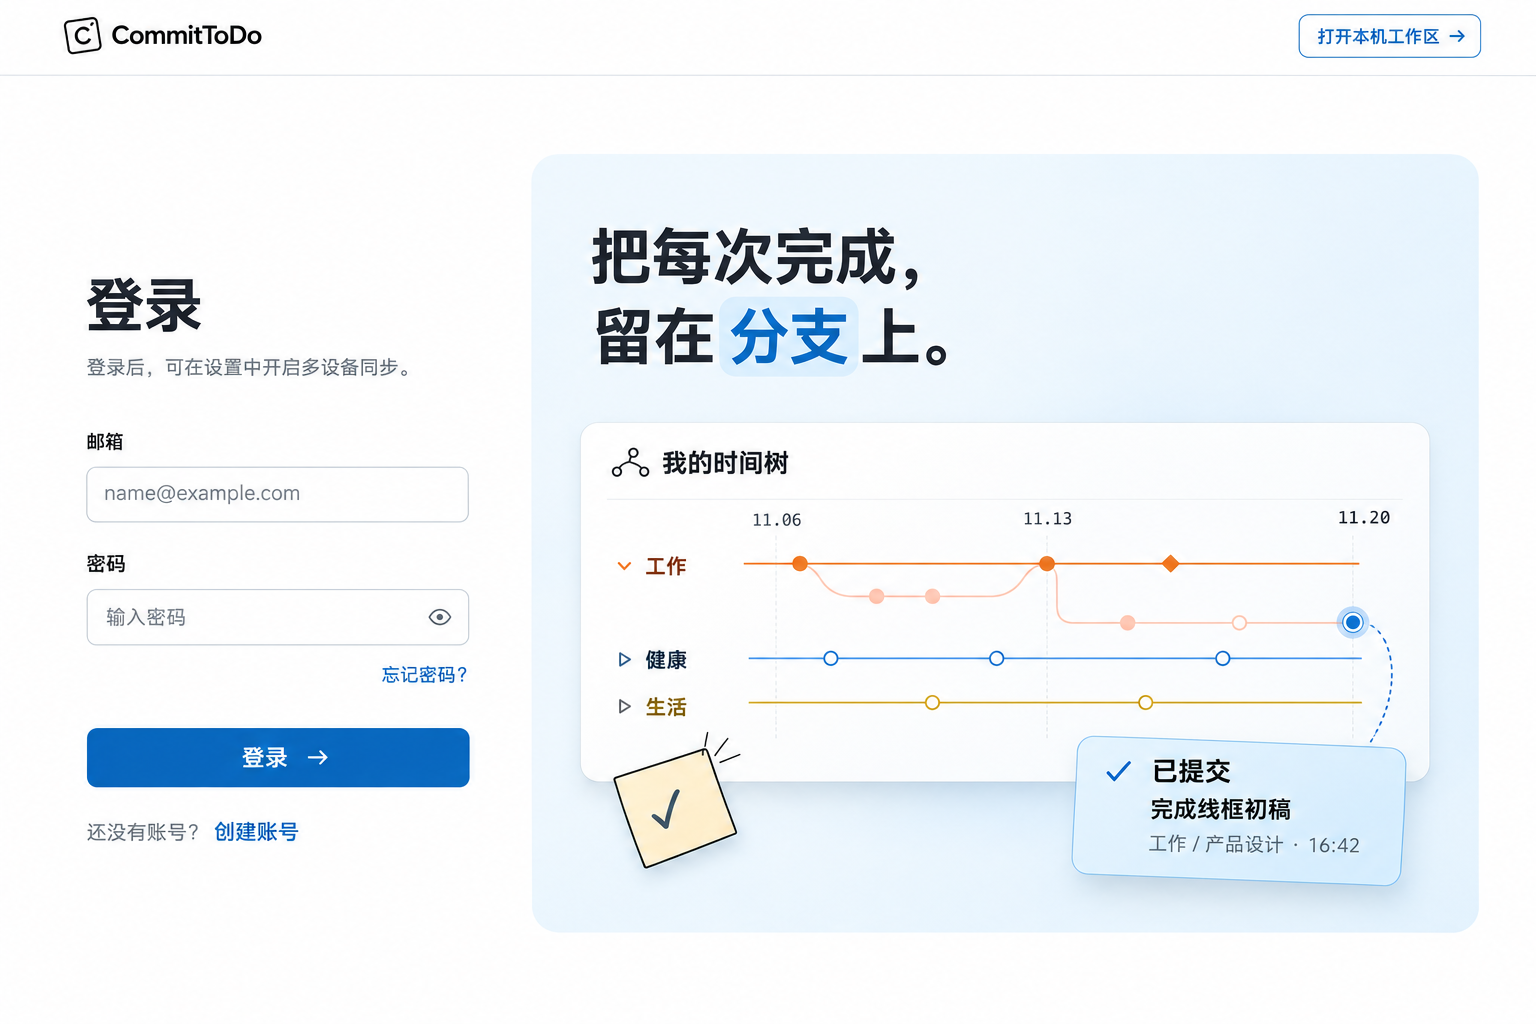 CommitToDo
打开本机工作区 →
登录
登录后，可在设置中开启多设备同步。
邮箱
name@example.com
密码
输入密码
忘记密码？
登录 →
还没有账号？ 创建账号
把每次完成，
留在分支上。
我的时间树
11.06 11.13 11.20
工作
健康
生活
已提交
完成线框初稿
工作 / 产品设计 · 16:42